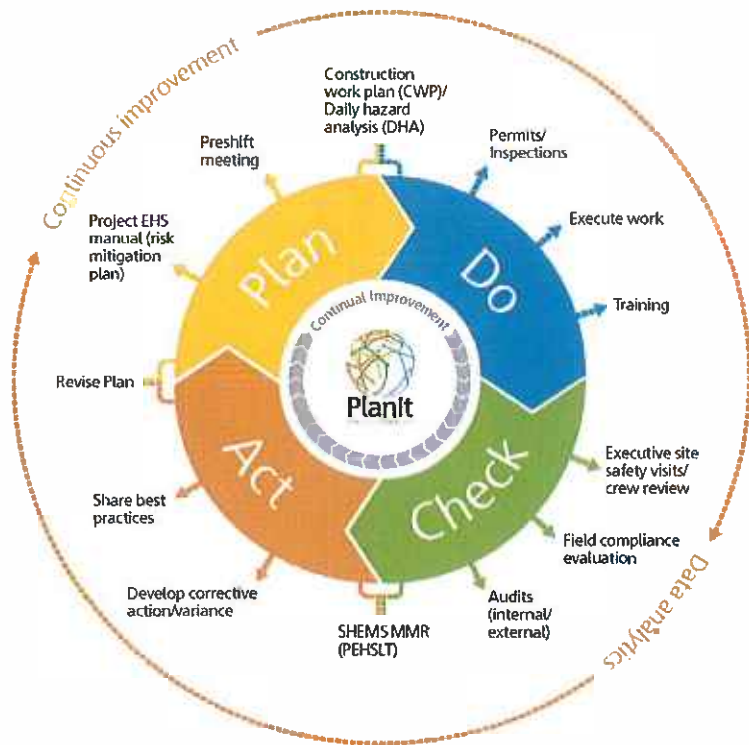 Continuous improvement
Construction
work plan (CWP)/
Daily hazard
analysis (DHA)
Preshift
meeting
Permits/
Inspections
Project EHS
manual (risk
mitigation
plan)
Execute work
Plan
Do
Training
Continual Improvement
PlanIt
Revise Plan
Act
Check
Executive site
safety visits/
crew review
Share best
practices
Field compliance
evaluation
Develop corrective
action/variance
Audits
(internal/
external)
SHEMS MMR
(PEHSLT)
Data analytics